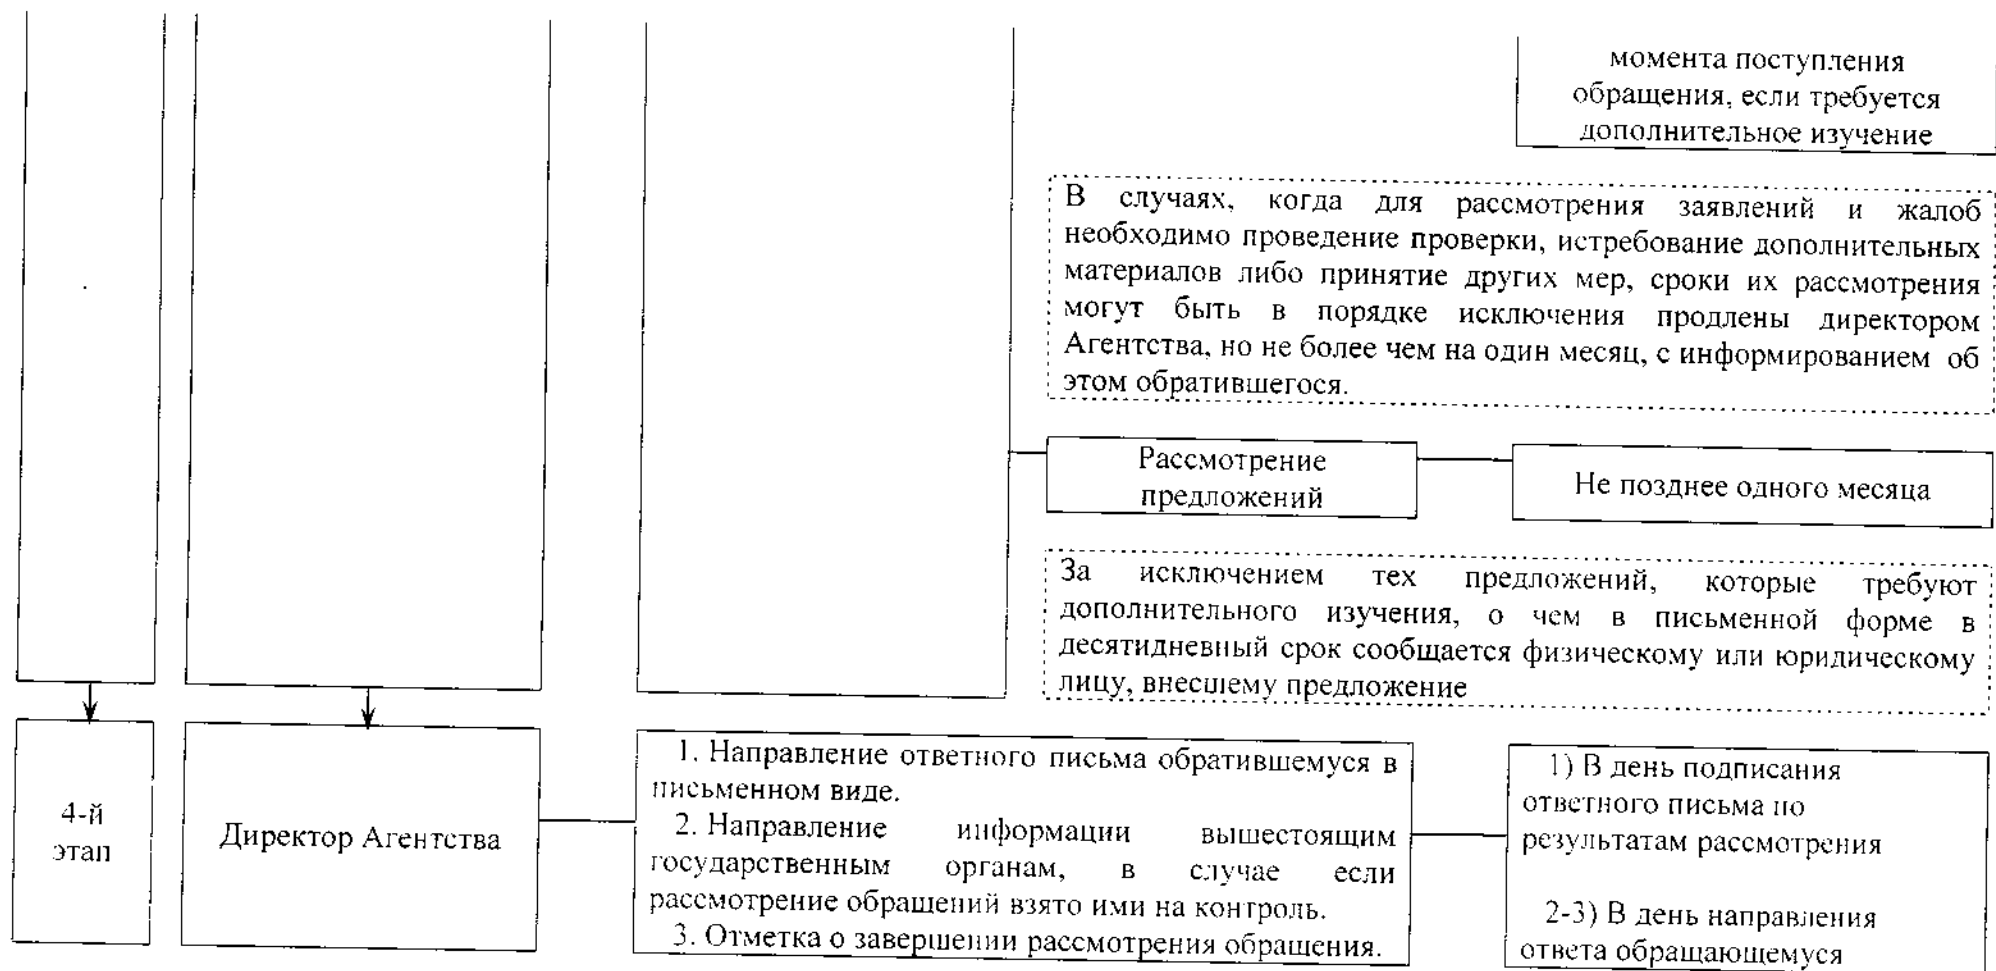 момента поступления
обращения, если требуется
дополнительное изучение
В случаях, когда для рассмотрения заявлений и жалоб
необходимо проведение проверки, истребование дополнительных
материалов либо принятие других мер, сроки их рассмотрения
могут быть в порядке исключения продлены директором
Агентства, но не более чем на один месяц, с информированием об
этом обратившегося.
Рассмотрение
предложений
Не позднее одного месяца
За исключением тех предложений, которые требуют
дополнительного изучения, о чем в письменной форме в
десятидневный срок сообщается физическому или юридическому
лицу, внесшему предложение
4-й
этап
Директор Агентства
1. Направление ответного письма обратившемуся в
письменном виде.
2. Направление информации вышестоящим
государственным органам, в случае если
рассмотрение обращений взято ими на контроль.
3. Отметка о завершении рассмотрения обращения.
1) В день подписания
ответного письма по
результатам рассмотрения
2-3) В день направления
ответа обращающемуся